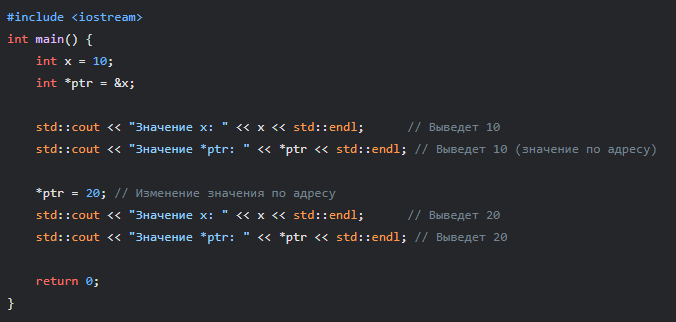 #include <iostream>
int main() {
    int x = 10;
    int *ptr = &x;

    std::cout << "Значение x: " << x << std::endl;      // Выведет 10
    std::cout << "Значение *ptr: " << *ptr << std::endl; // Выведет 10 (значение по адресу)

    *ptr = 20; // Изменение значения по адресу
    std::cout << "Значение x: " << x << std::endl;      // Выведет 20
    std::cout << "Значение *ptr: " << *ptr << std::endl; // Выведет 20

    return 0;
}